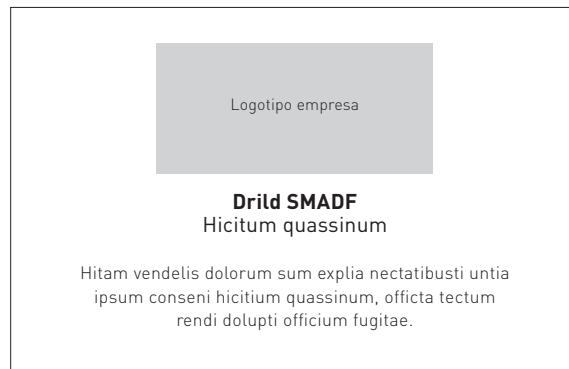 Logotipo empresa
Drild SMADF
Hicitum quassinum
Hitam vendelis dolorum sum explia nectatibusti untia
ipsum conseni hicitium quassinum, officta tectum
rendi dolupti officium fugitae.